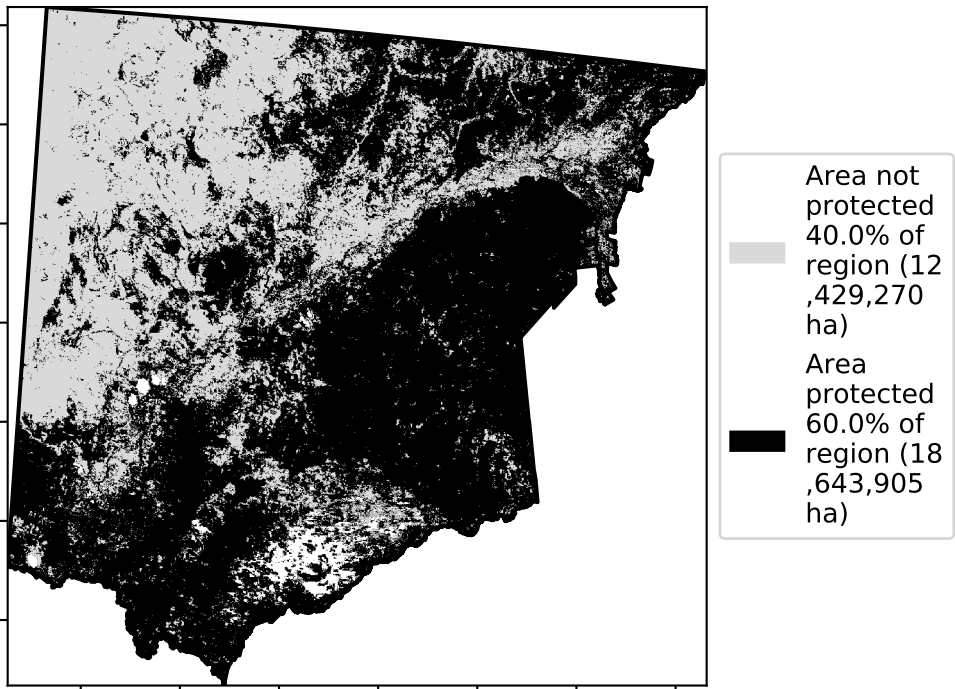 Area not
protected
40.0% of
region (12
,429,270
ha)
Area
protected
60.0% of
region (18
,643,905
ha)